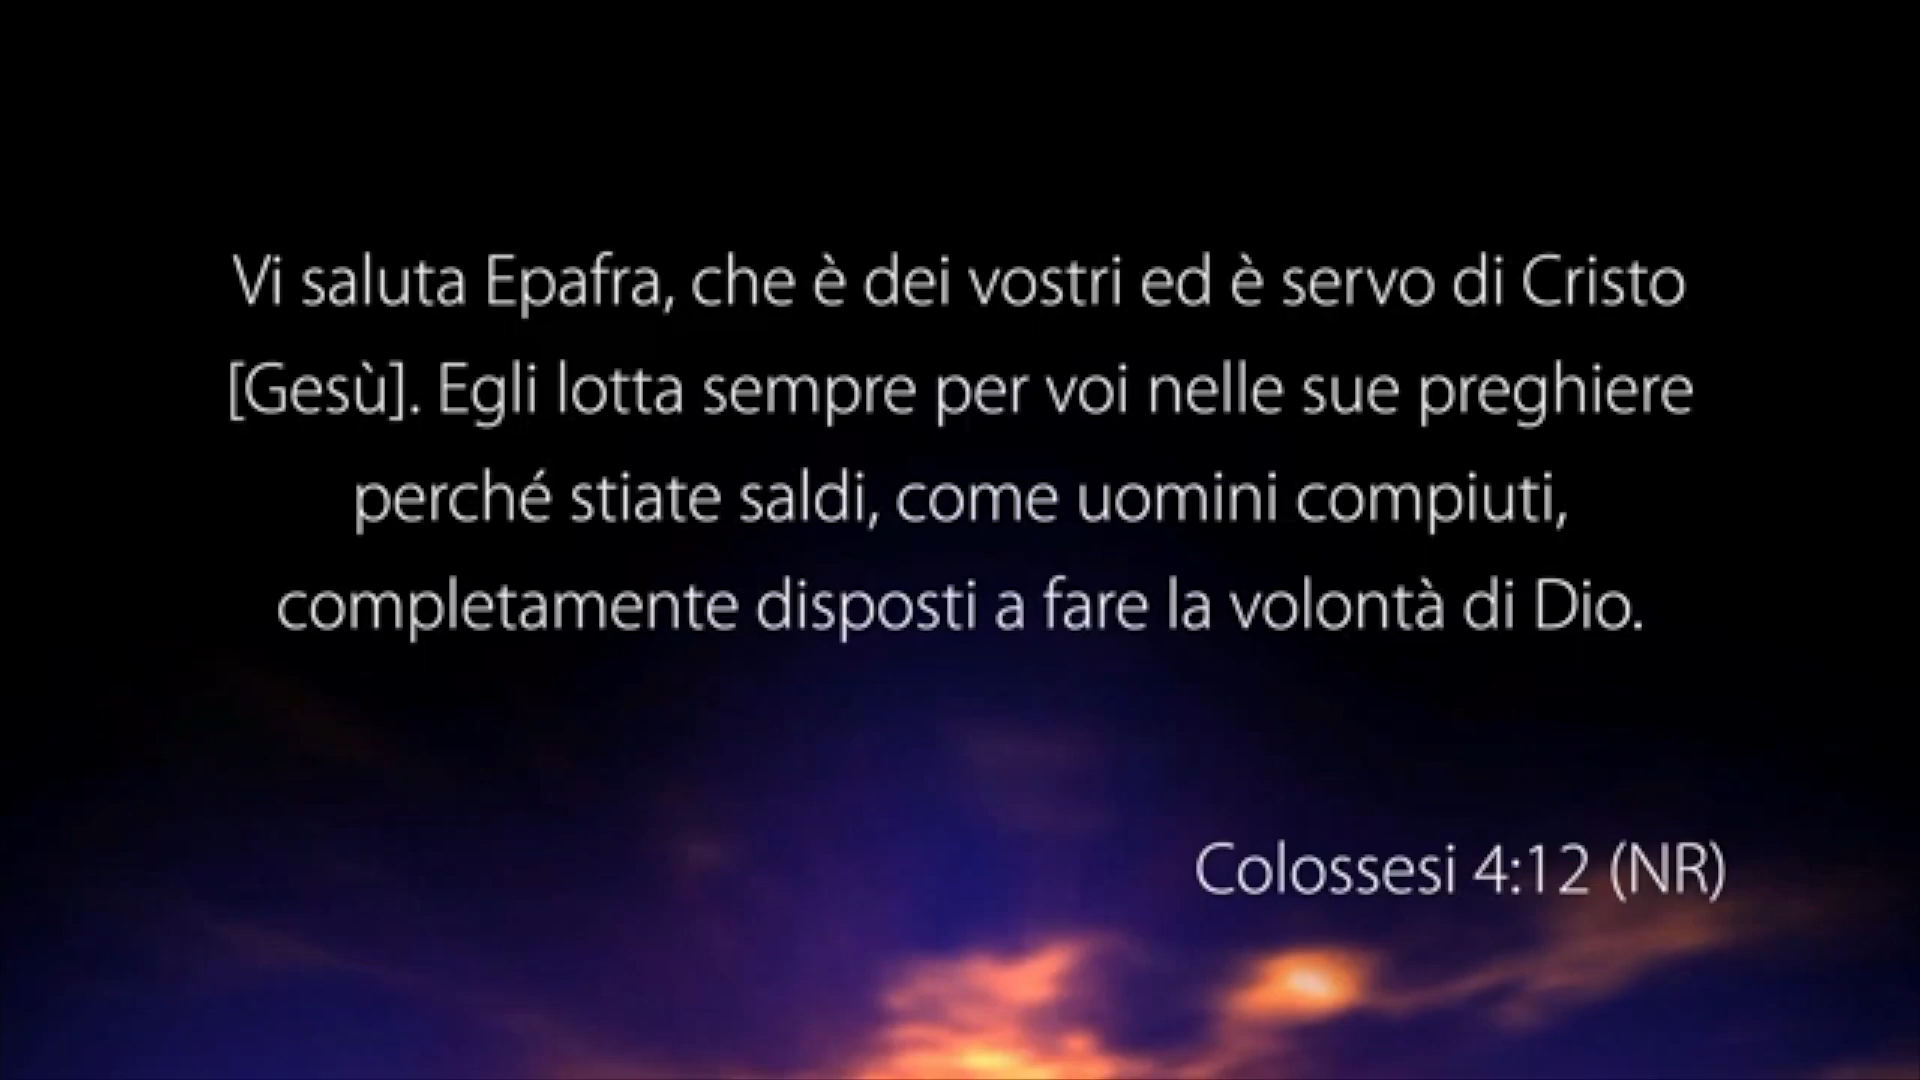 Vi saluta Epafra, che è dei vostri ed è servo di Cristo
[Gesù]. Egli lotta sempre per voi nelle sue preghiere
perché stiate saldi, come uomini compiuti,
completamente disposti a fare la volontà di Dio.
Colossesi 4:12 (NR)